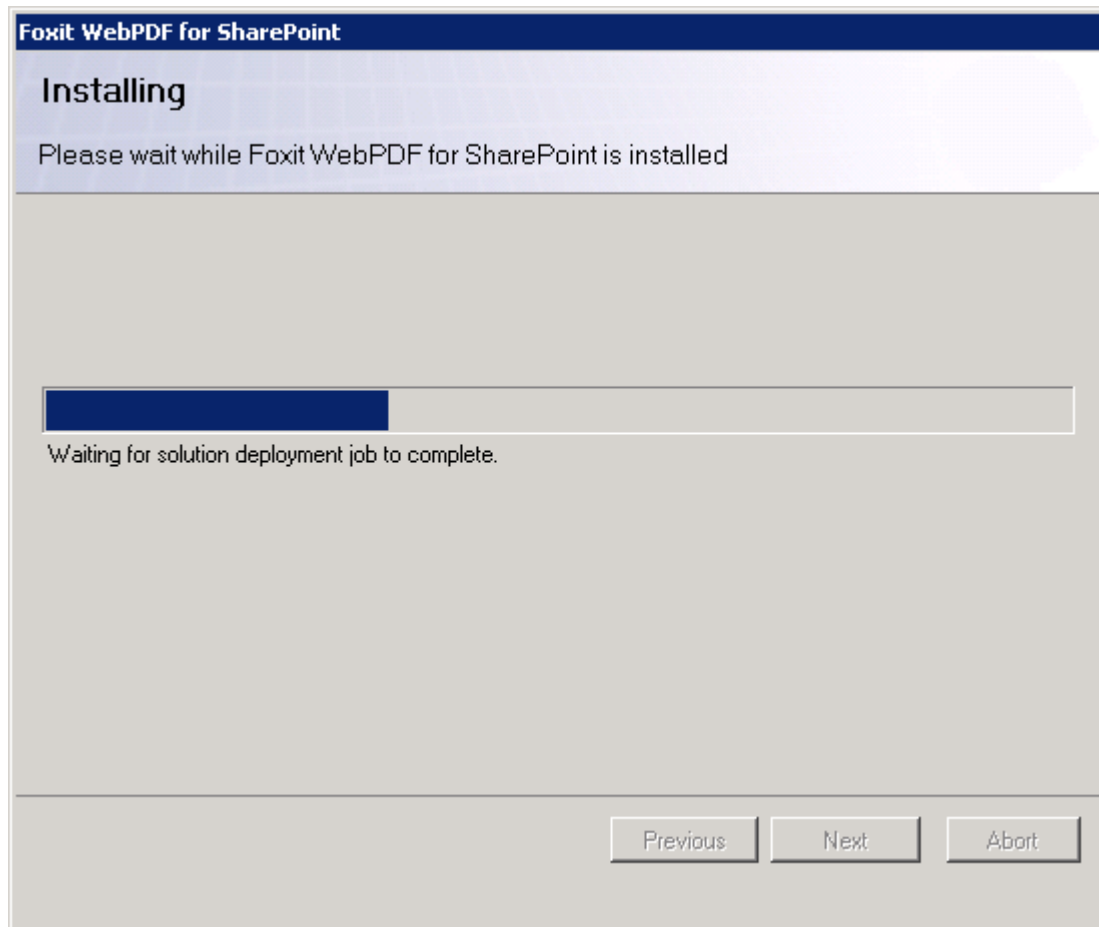 Foxit WebPDF for SharePoint
Installing
Please wait while Foxit WebPDF for SharePoint is installed
Waiting for solution deployment job to complete.
Previous
Next
Abort